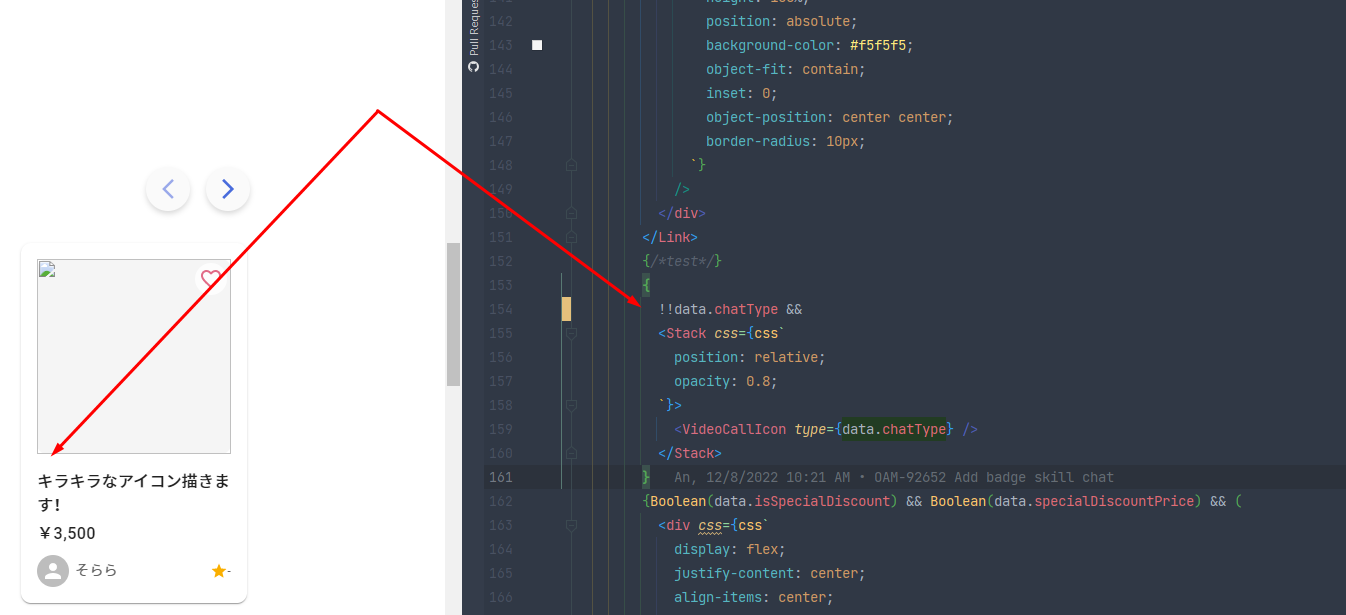 キラキラなアイコン描きま
す!
￥3,500
そらら
-
Pull Reques
142 position: absolute;
143 background-color: #f5f5f5;
144 object-fit: contain;
145 inset: 0;
146 object-position: center center;
147 border-radius: 10px;
148 `}
149 />
150 </div>
151 </Link>
152 {/*test*/}
153 {
154 !!data.chatType &&
155 <Stack css={css`
156 position: relative;
157 opacity: 0.8;
158 `}>
159 <VideoCallIcon type={data.chatType} />
160 </Stack>
161 } An, 12/8/2022 10:21 AM • OAM-92652 Add badge skill chat
162 {Boolean(data.isSpecialDiscount) && Boolean(data.specialDiscountPrice) && (
163 <div css={css`
164 display: flex;
165 justify-content: center;
166 align-items: center;